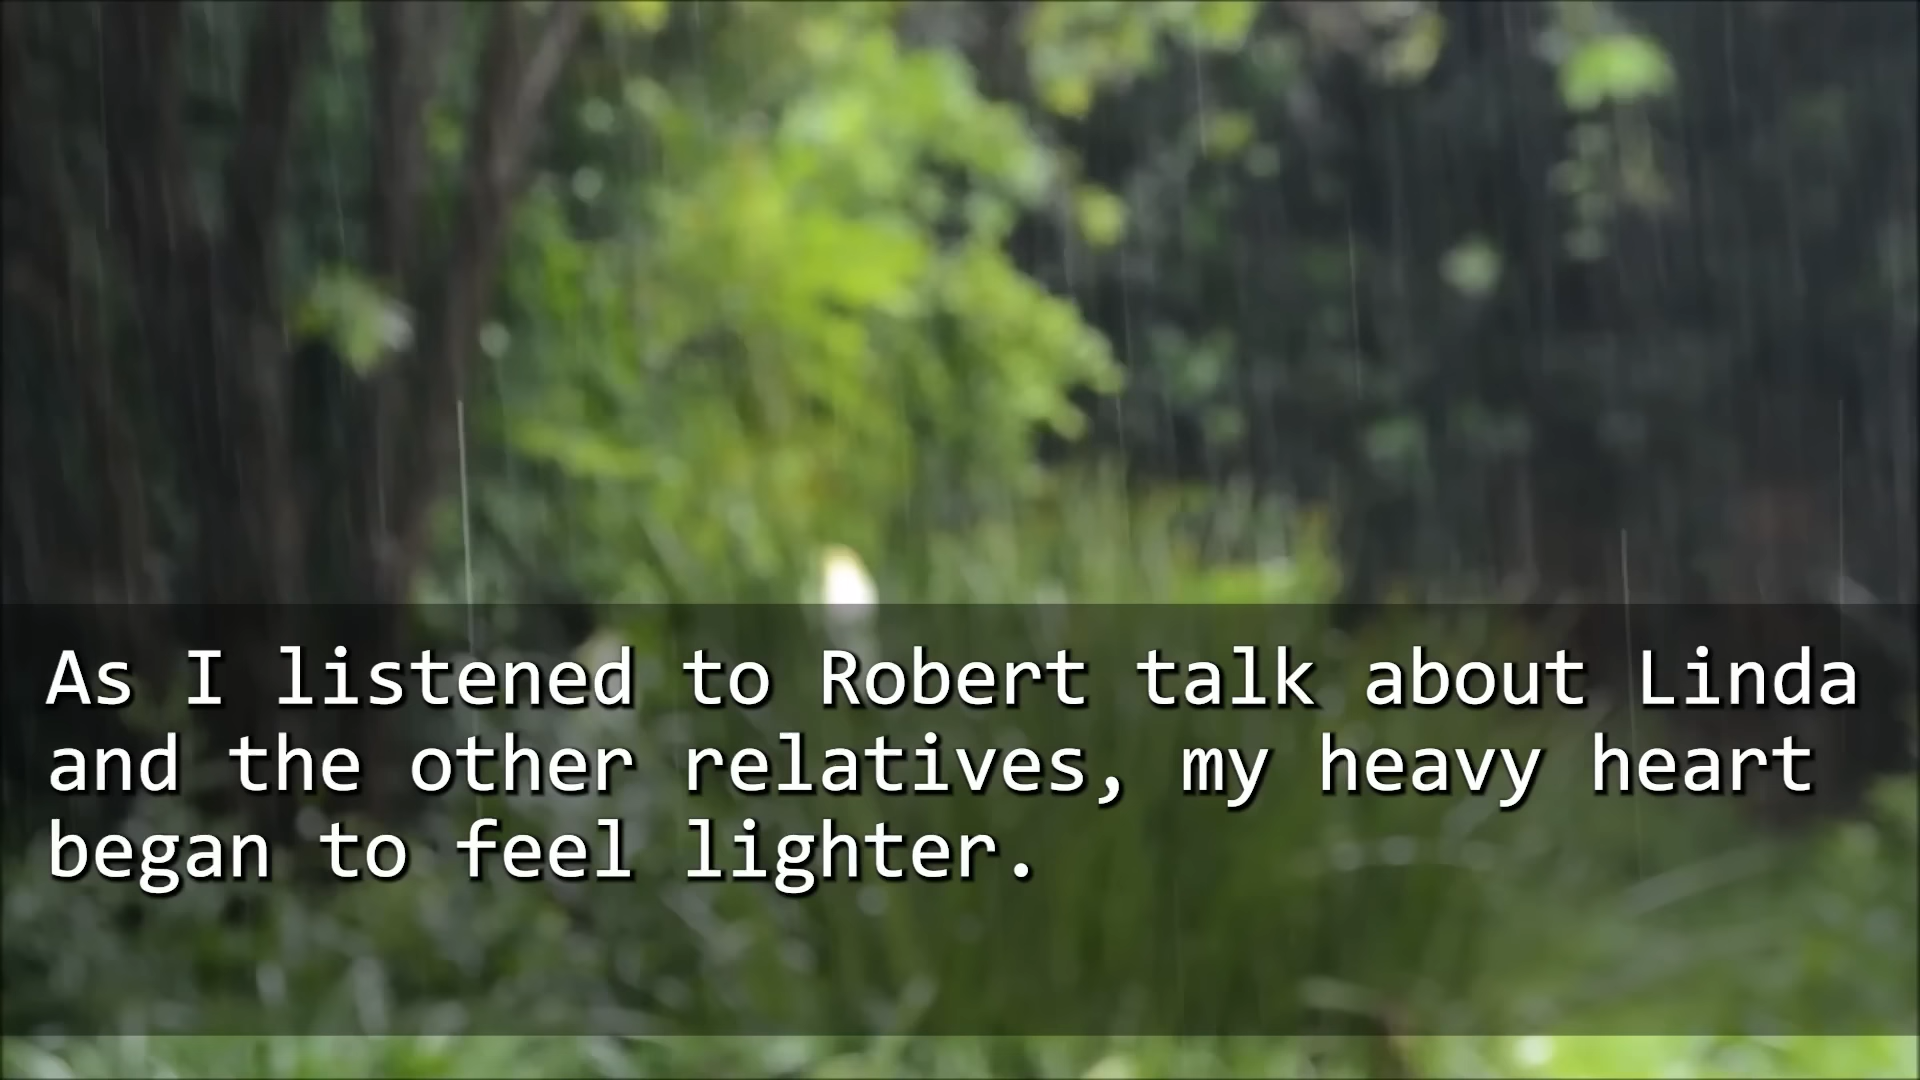 As I listened to Robert talk about Linda
and the other relatives, my heavy heart
began to feel lighter.